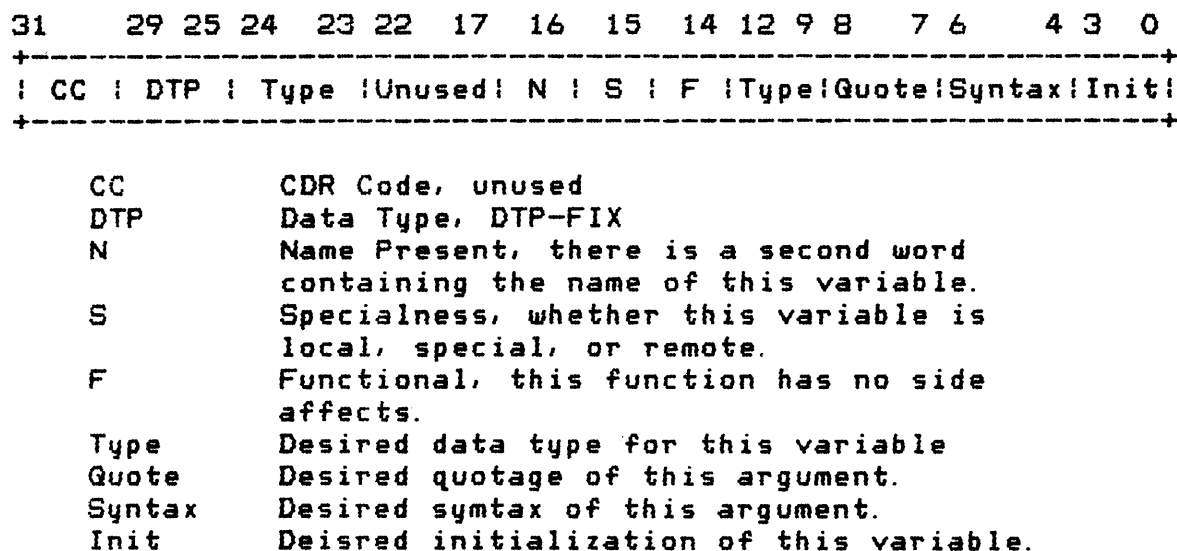 31 29 25 24 23 22 17 16 15 14 12 9 8 7 6 4 3 0
+------------------------------------------------------------------+
| CC | DTP | Type |Unused| N | S | F |Type|Quote|Syntax|Init|
+------------------------------------------------------------------+
CC CDR Code, unused
DTP Data Type, DTP-FIX
N Name Present, there is a second word
containing the name of this variable.
S Specialness, whether this variable is
local, special, or remote.
F Functional, this function has no side
affects.
Type Desired data type for this variable
Quote Desired quotage of this argument.
Syntax Desired symtax of this argument.
Init Deisred initialization of this variable.